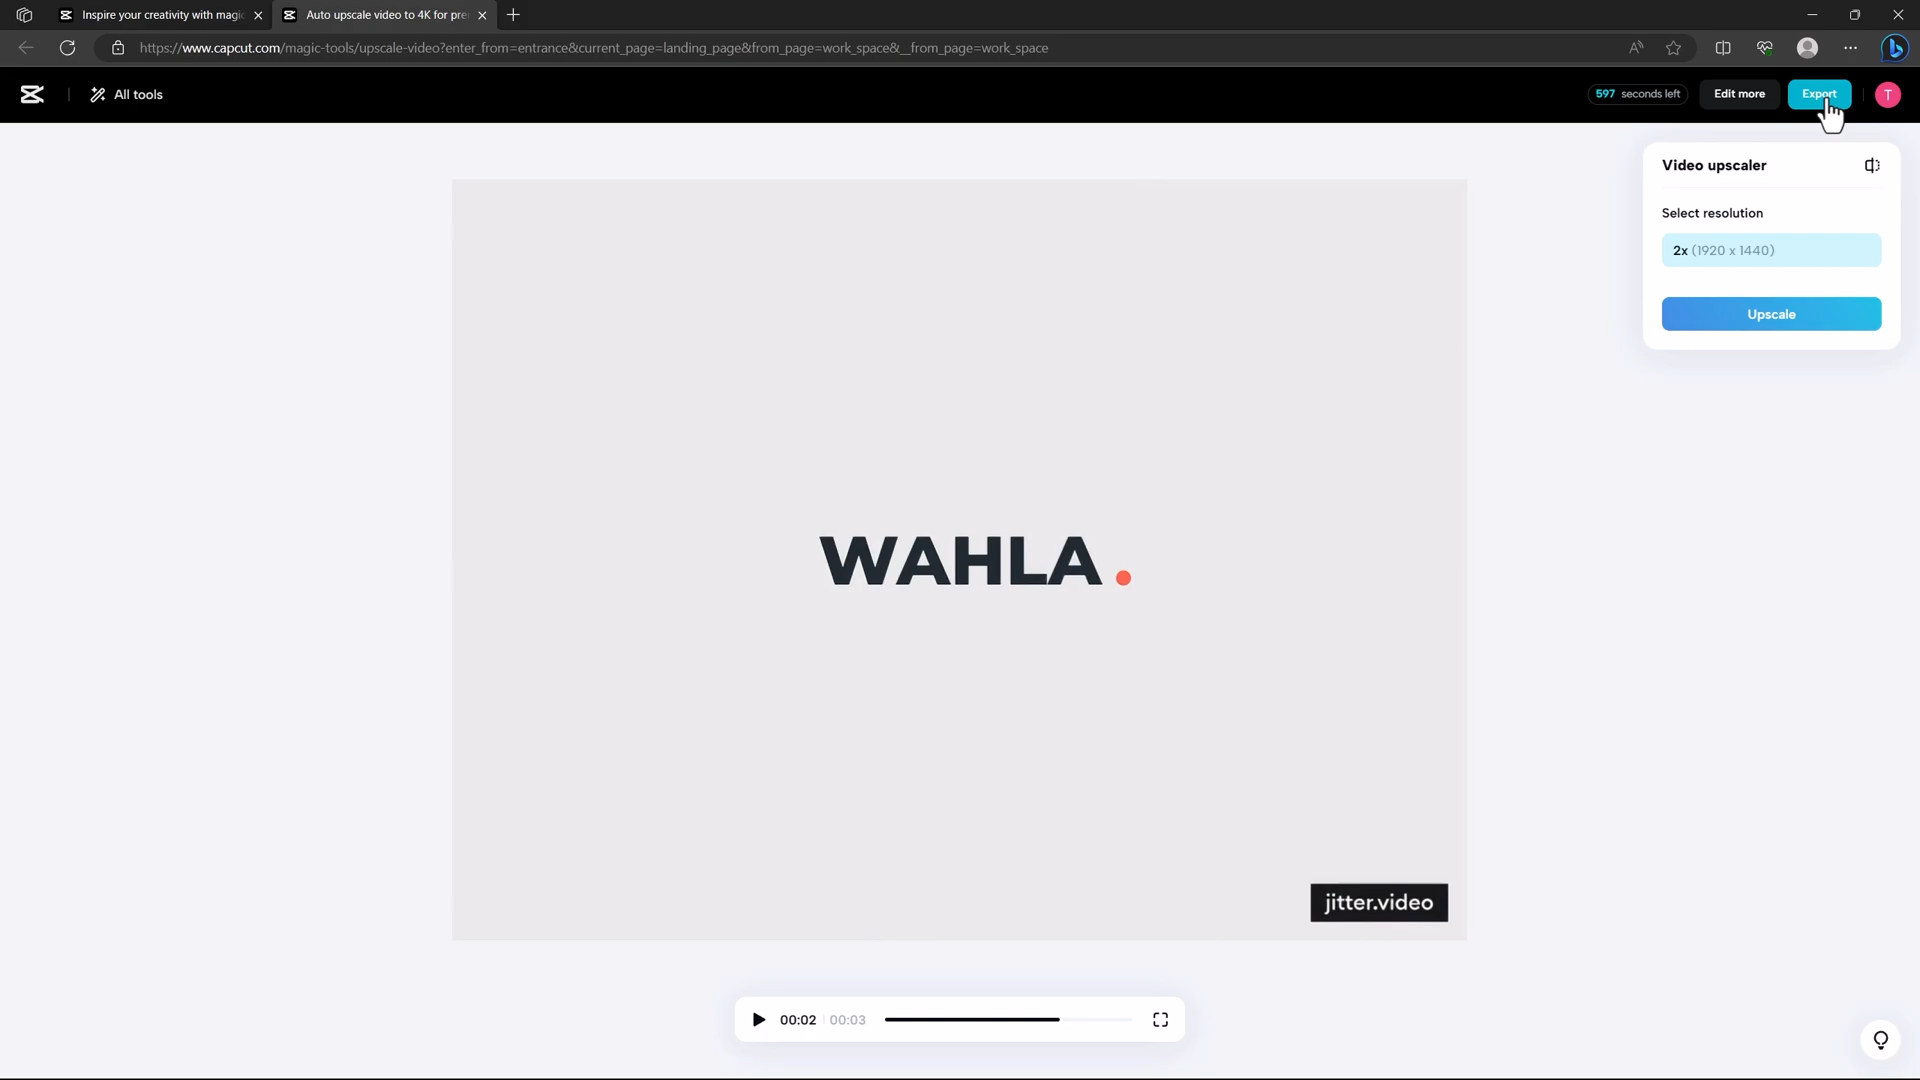 Inspire your creativity with magic
Auto upscale video to 4K for pre
https://www.capcut.com/magic-tools/upscale-video?enter_from=entrance&current_page=landing_page&from_page=work_space&__from_page=work_space
All tools
597 seconds left
Edit more
Export
T
Video upscaler
Select resolution
2x (1920 x 1440)
Upscale
WAHLA.
jitter.video
00:02 00:03